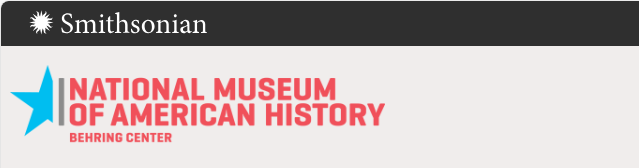 Smithsonian
NATIONAL MUSEUM
OF AMERICAN HISTORY
BEHRING CENTER